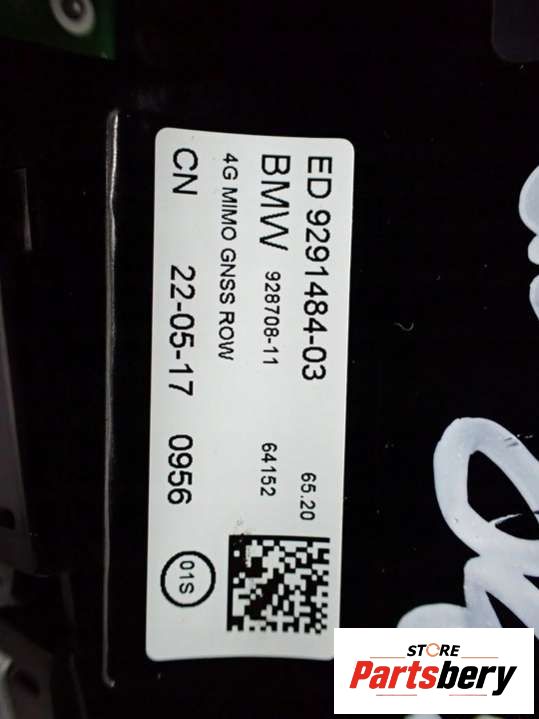 ED 9291484-03 65.20
BMW 928708-11 64152
4G MIMO GNSS ROW
CN 22-05-17 0956 01S
STORE
Partsbery